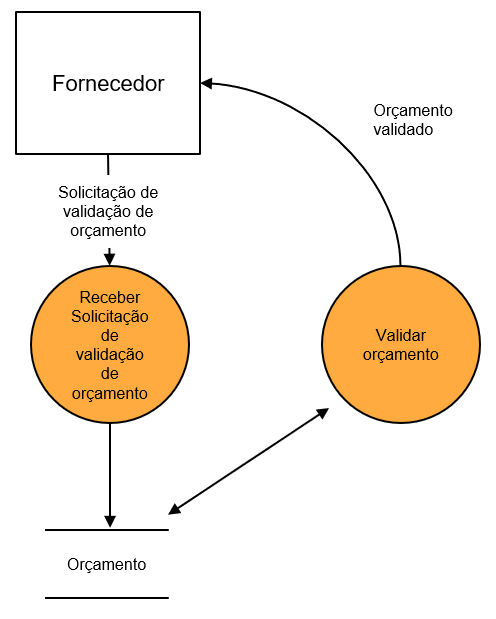 Fornecedor
Orçamento
validado
Solicitação de
validação de
orçamento
Receber
Solicitação
de
validação
de
orçamento
Validar
orçamento
Orçamento